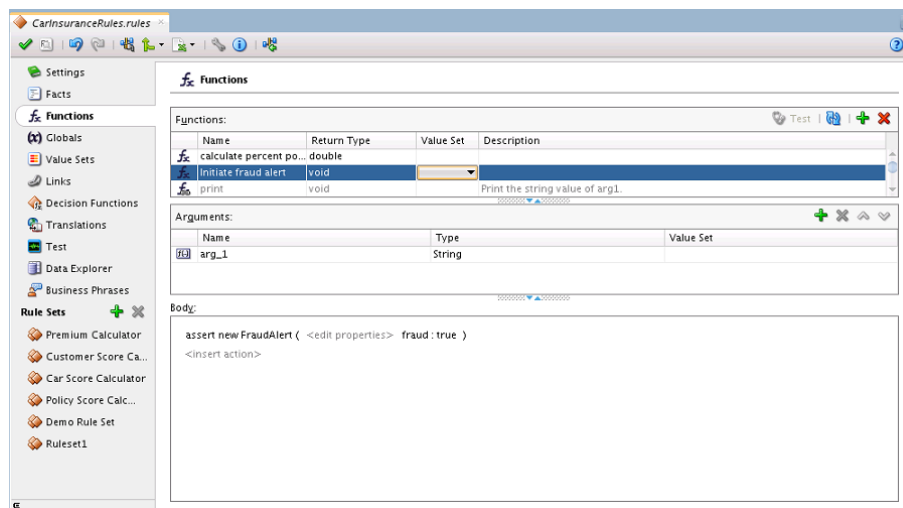 CarInsuranceRules.rules
Settings
Facts
Functions
Globals
Value Sets
Links
Decision Functions
Translations
Test
Data Explorer
Business Phrases
Rule Sets
Premium Calculator
Customer Score Ca...
Car Score Calculator
Policy Score Calc...
Demo Rule Set
Ruleset1
Functions
Functions:
Test
Name Return Type Value Set Description
calculate percent po... double
Initiate fraud alert void
print void Print the string value of arg1.
Arguments:
Name Type Value Set
arg_1 String
Body:
assert new FraudAlert ( <edit properties> fraud : true )
<insert action>